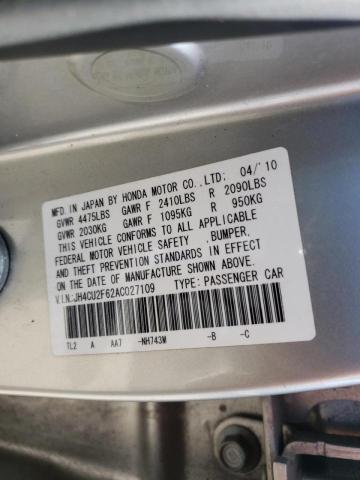 MFD. IN JAPAN BY HONDA MOTOR CO.,LTD: 04/'10
GVWR 4475LBS GAWR F 2410LBS R 2090LBS
GVWR 2030KG GAWR F 1095KG R 950KG
THIS VEHICLE CONFORMS TO ALL APPLICABLE
FEDERAL MOTOR VEHICLE SAFETY ,BUMPER,
AND THEFT PREVENTION STANDARDS IN EFFECT
ON THE DATE OF MANUFACTURE SHOWN ABOVE.
V.I.N:JH4CU2F62AC027109 TYPE: PASSENGER CAR
TL2 A AA7 -NH743M -B -C